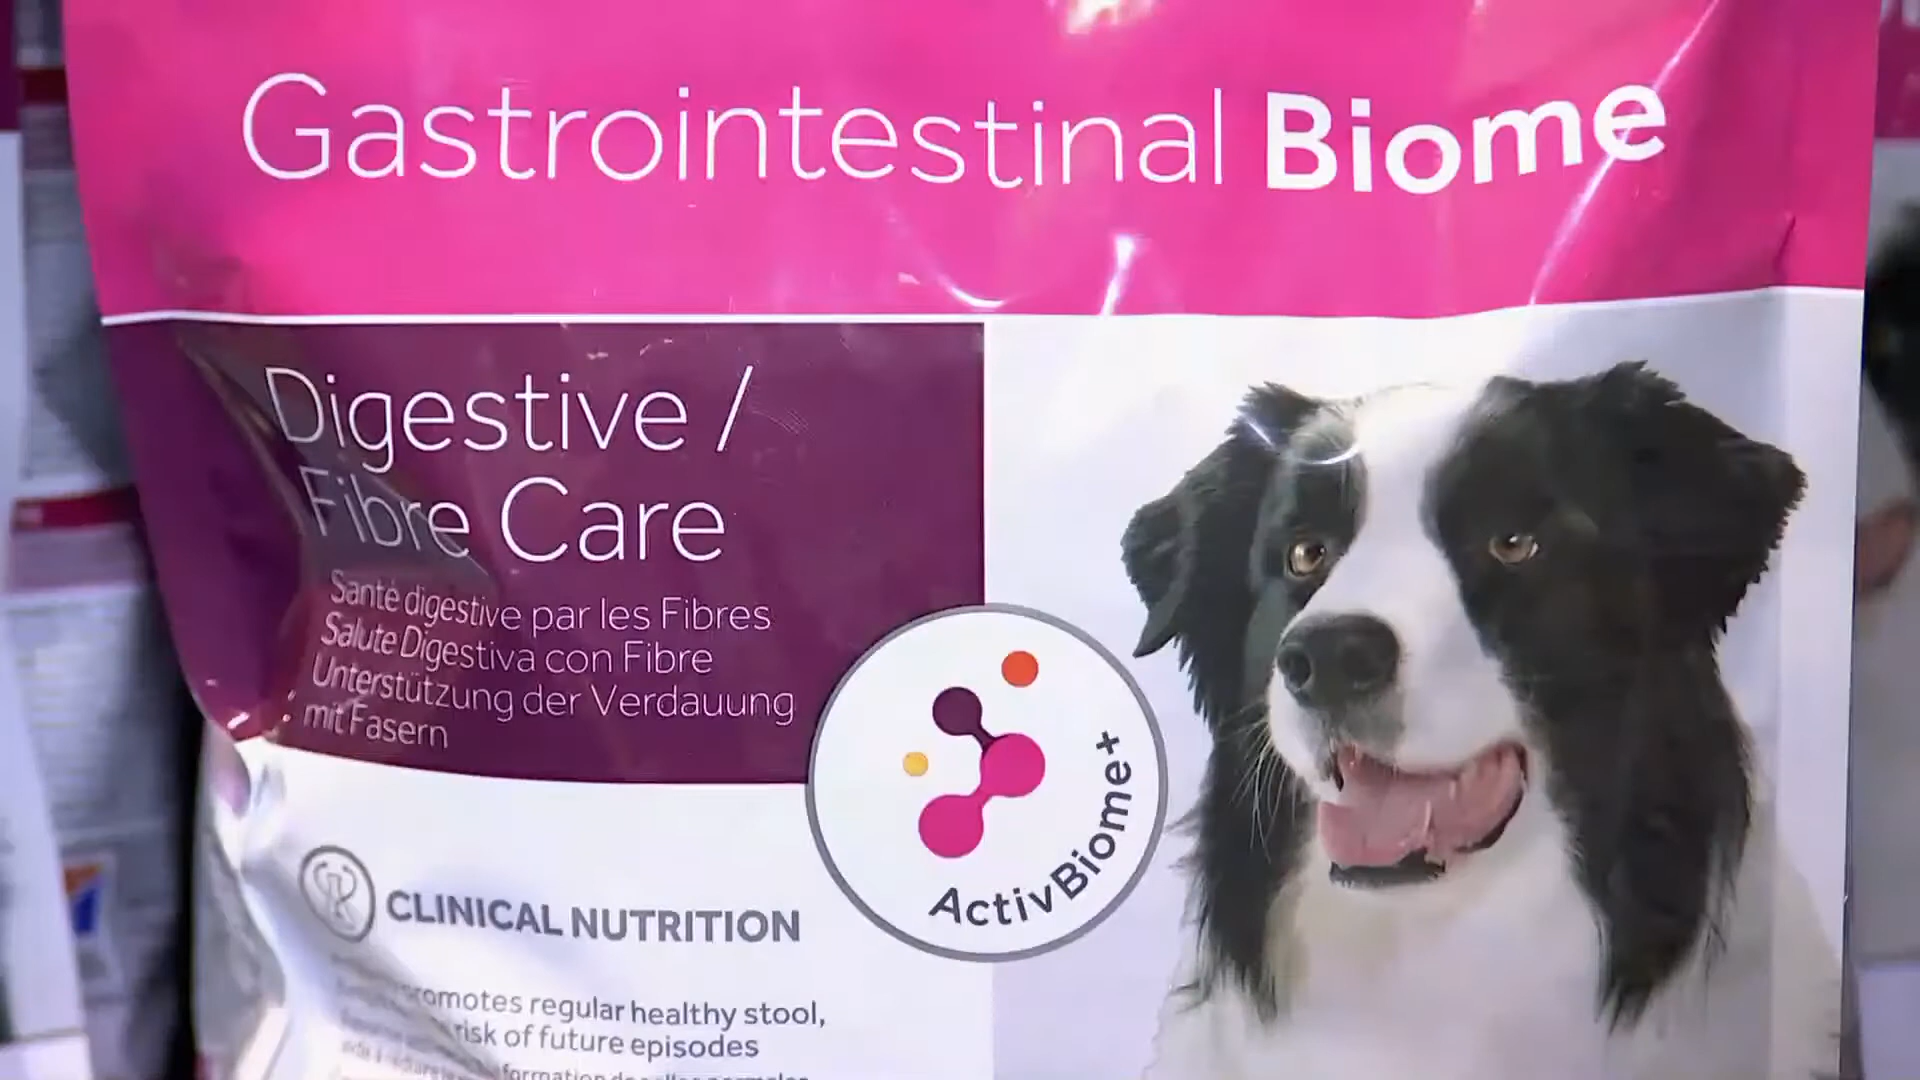 Gastrointestinal Biome
Digestive /
Fibre Care
Santé digestive par les Fibres
Salute Digestiva con Fibre
Unterstützung der Verdauung
mit Fasern
ActivBiome+
CLINICAL NUTRITION
promotes regular healthy stool,
risk of future episodes